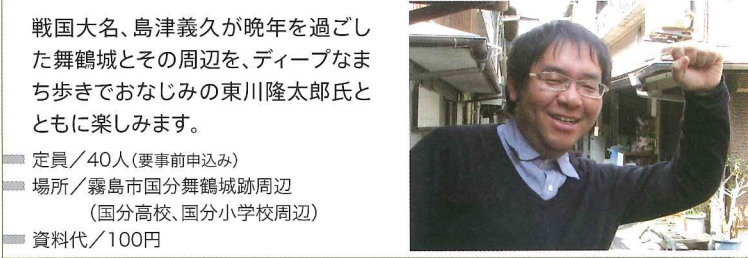 戦国大名、島津義久が晩年を過ごし
た舞鶴城とその周辺を、ディープなま
ち歩きでおなじみの東川隆太郎氏と
ともに楽しみます。
定員／40人（要事前申込み）
場所／霧島市国分舞鶴城跡周辺
（国分高校、国分小学校周辺）
資料代／100円